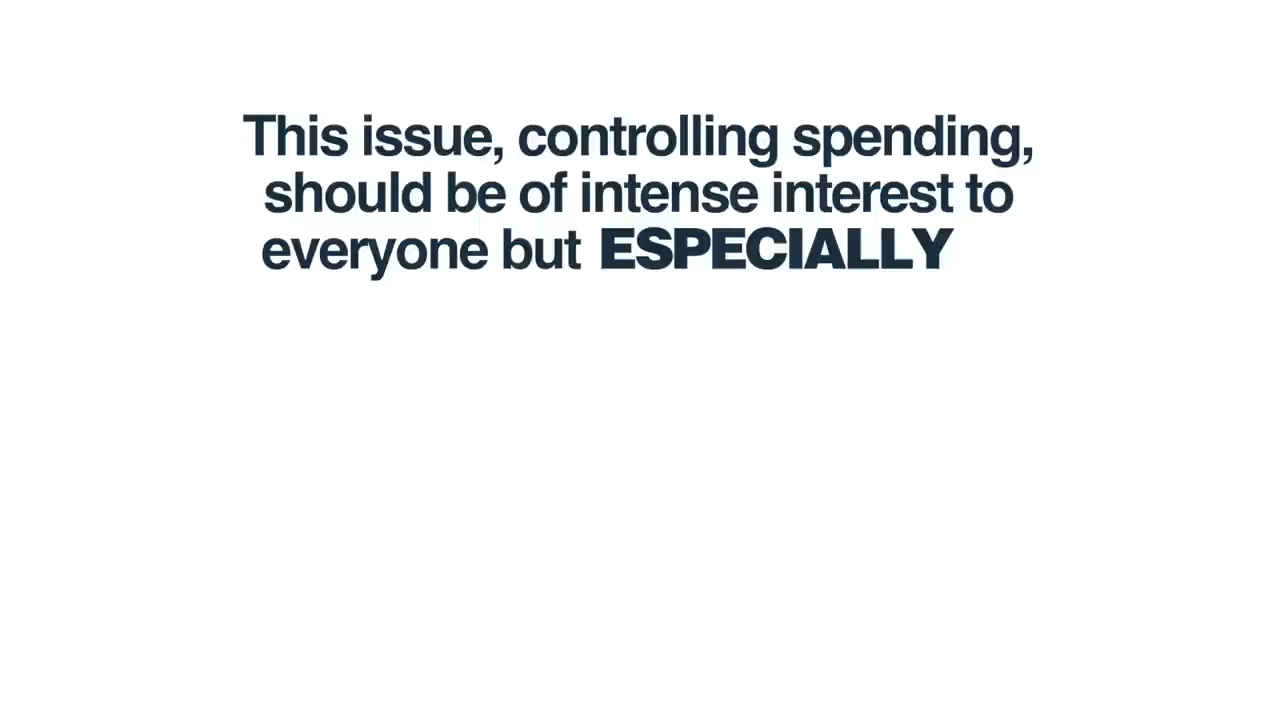 This issue, controlling spending,
should be of intense interest to
everyone but ESPECIALLY